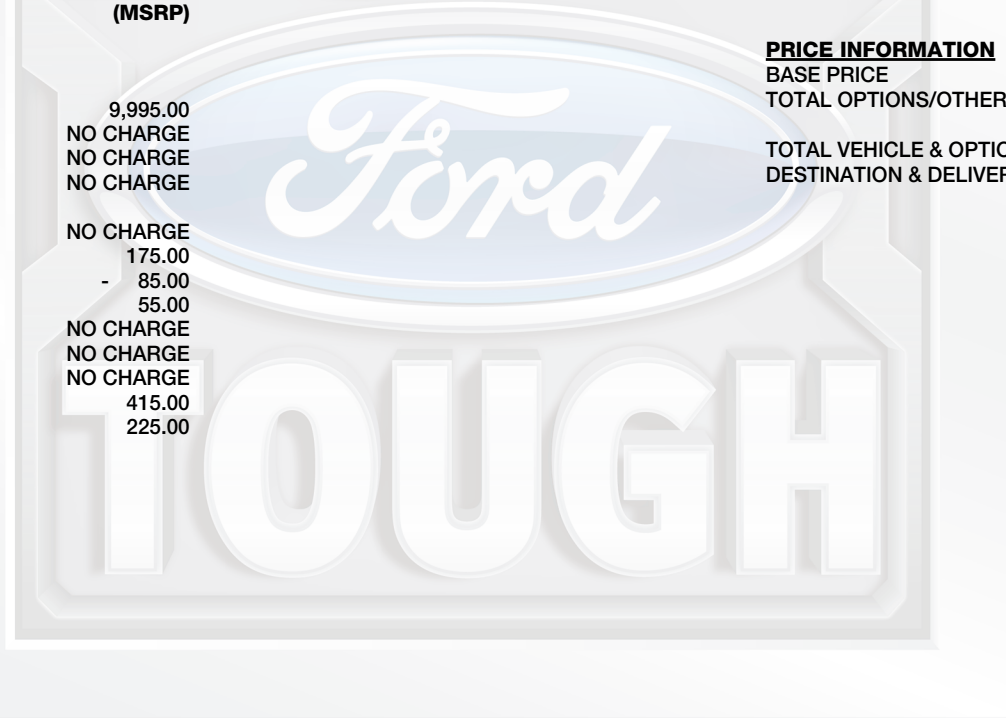 (MSRP)
9,995.00
NO CHARGE
NO CHARGE
NO CHARGE
NO CHARGE
175.00
- 85.00
55.00
NO CHARGE
NO CHARGE
NO CHARGE
415.00
225.00
PRICE INFORMATION
BASE PRICE
TOTAL OPTIONS/OTHER
TOTAL VEHICLE & OPTIO
DESTINATION & DELIVER
Ford
TOUGH